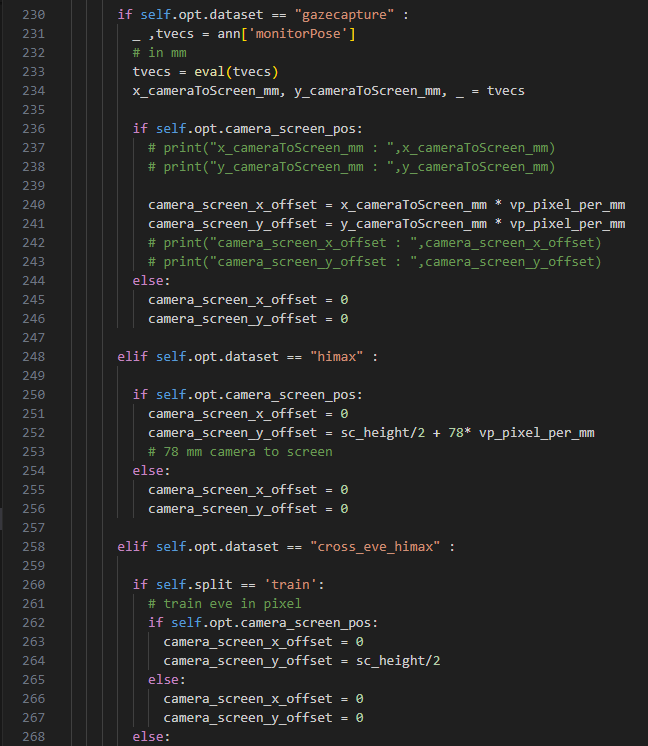 230 if self.opt.dataset == "gazecapture" :
231 _ ,tvecs = ann['monitorPose']
232 # in mm
233 tvecs = eval(tvecs)
234 x_cameraToScreen_mm, y_cameraToScreen_mm, _ = tvecs
235
236 if self.opt.camera_screen_pos:
237 # print("x_cameraToScreen_mm : ",x_cameraToScreen_mm)
238 # print("y_cameraToScreen_mm : ",y_cameraToScreen_mm)
239
240 camera_screen_x_offset = x_cameraToScreen_mm * vp_pixel_per_mm
241 camera_screen_y_offset = y_cameraToScreen_mm * vp_pixel_per_mm
242 # print("camera_screen_x_offset : ",camera_screen_x_offset)
243 # print("camera_screen_y_offset : ",camera_screen_y_offset)
244 else:
245 camera_screen_x_offset = 0
246 camera_screen_y_offset = 0
247
248 elif self.opt.dataset == "himax" :
249
250 if self.opt.camera_screen_pos:
251 camera_screen_x_offset = 0
252 camera_screen_y_offset = sc_height/2 + 78* vp_pixel_per_mm
253 # 78 mm camera to screen
254 else:
255 camera_screen_x_offset = 0
256 camera_screen_y_offset = 0
257
258 elif self.opt.dataset == "cross_eve_himax" :
259
260 if self.split == 'train':
261 # train eve in pixel
262 if self.opt.camera_screen_pos:
263 camera_screen_x_offset = 0
264 camera_screen_y_offset = sc_height/2
265 else:
266 camera_screen_x_offset = 0
267 camera_screen_y_offset = 0
268 else: